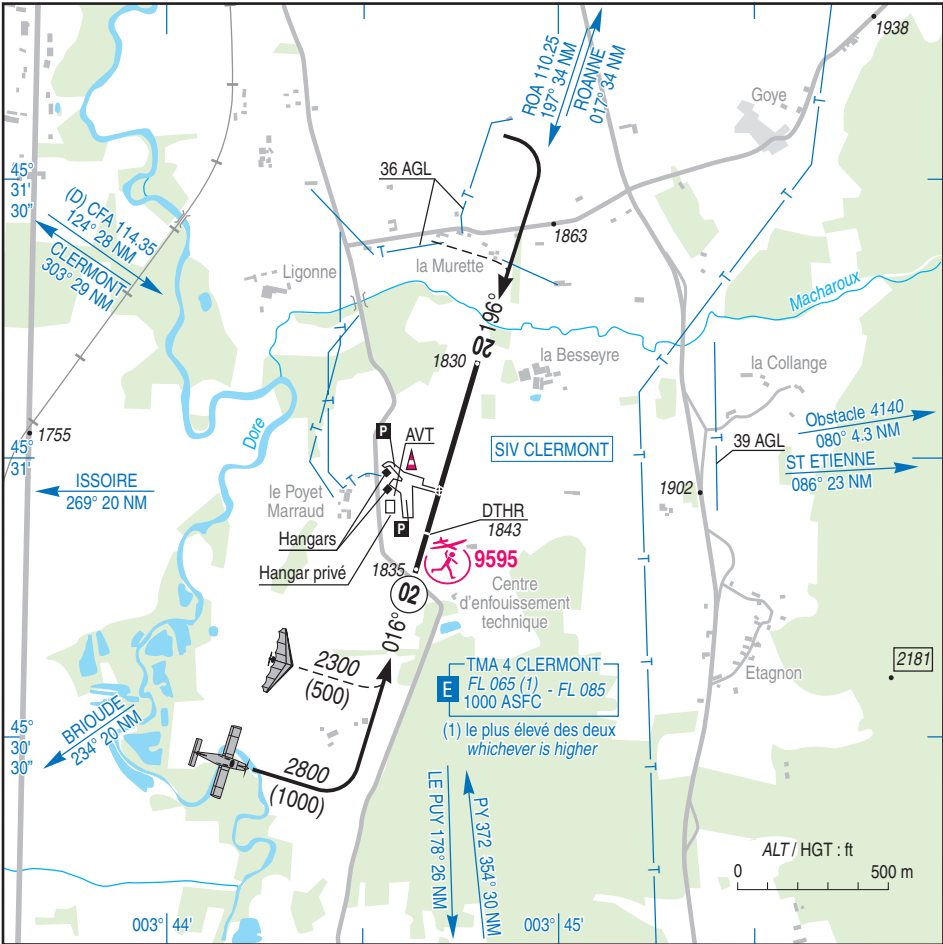 1938
ROA 110.25
197° 34 NM
ROANNE
017° 34 NM
Goye
T
36 AGL
45°
31'
30"
(D) CFA 114.35
124° 28 NM
CLERMONT
303° 29 NM
1863
Ligonne
la Murette
Macharoux
196°
20
1830
la Besseyre
la Collange
Dore
Obstacle 4140
080° 4.3 NM
1755
P
AVT
SIV CLERMONT
39 AGL
45°
31'
ST ETIENNE
086° 23 NM
ISSOIRE
269° 20 NM
le Poyet
Marraud
1902
DTHR
1843
P
Hangars
9595
Hangar privé
1835
02
Centre
d'enfouissement
technique
016°
2300
(500)
TMA 4 CLERMONT
E
FL 065 (1) - FL 085
1000 ASFC
(1) le plus élevé des deux
whichever is higher
Etagnon
2181
BRIOUDE
234° 20 NM
45°
30'
30"
2800
(1000)
LE PUY 178° 26 NM
PY 372 354° 30 NM
ALT / HGT : ft
0 500 m
003° 44'
003° 45'